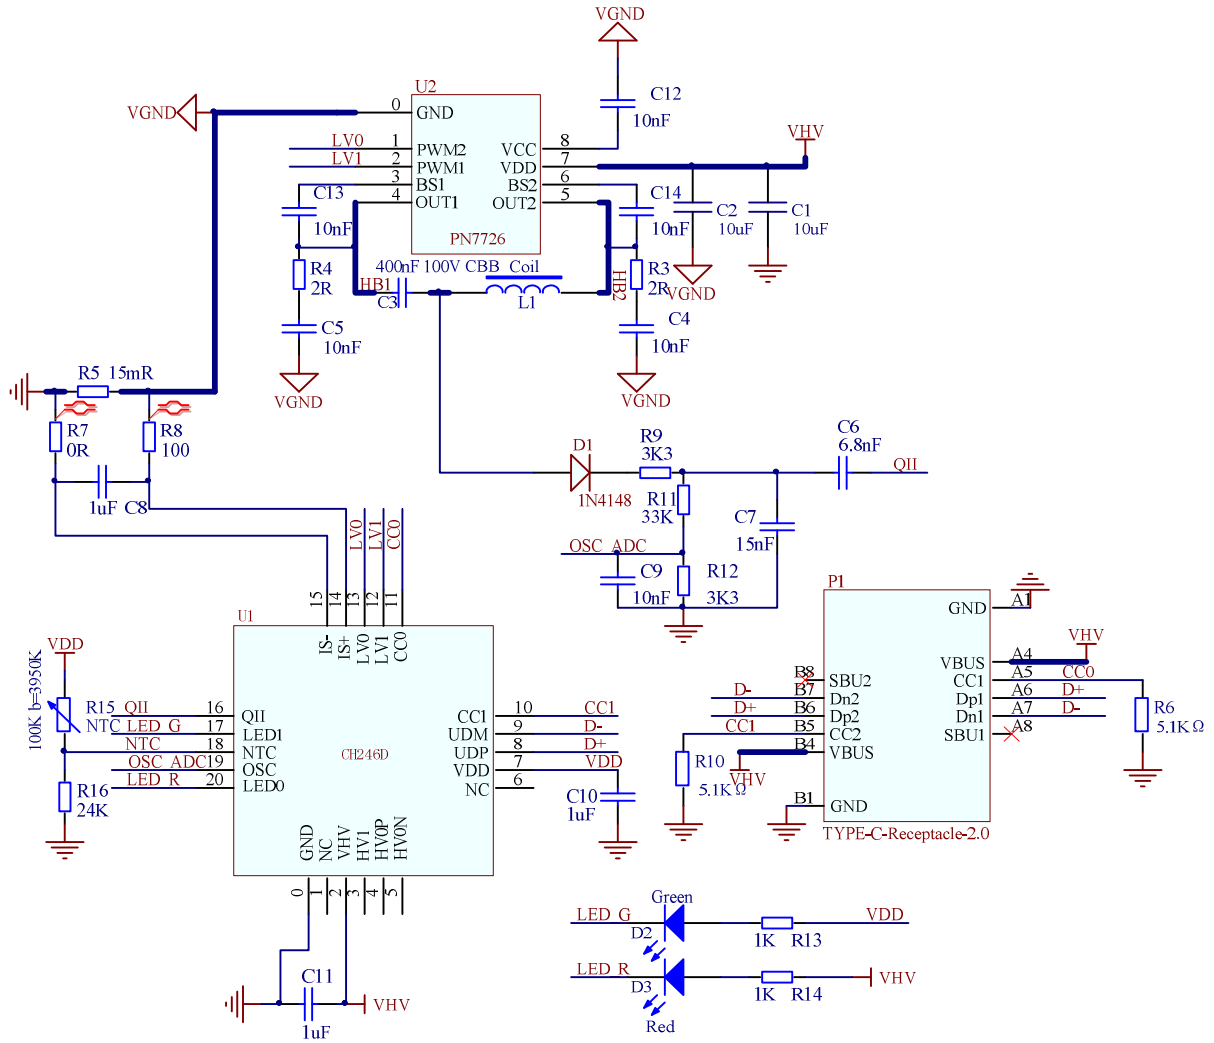 VGND
U2
C12
10nF
VGND
0 GND
VHV
LV0 1 PWM2 VCC 8
LV1 2 PWM1 VDD 7
3 BS1 BS2 6
4 OUT1 OUT2 5
C13
10nF
C14
10nF
C2
10uF
C1
10uF
PN7726
R4
2R
400nF 100V CBB Coil
HB1
C3
L1
HB2
R3
2R
VGND
C5
10nF
C4
10nF
VGND
VGND
R5 15mR
R7
0R
R8
100
1uF C8
D1
1N4148
R9
3K3
C6
6.8nF
QII
R11
33K
C7
15nF
OSC_ADC
C9
10nF
R12
3K3
LV0
LV1
CC0
15 14 13 12 11
U1
IS- IS+ LV0 LV1 CC0
VDD
100K b=3950K
R15
NTC
QII 16 QII
LED_G 17 LED1
NTC 18 NTC
OSC_ADC 19 OSC
LED_R 20 LED0
CH246D
CC1 10 CC1
UDM 9 D-
UDP 8 D+
VDD 7 VDD
NC 6
R16
24K
C10
1uF
GND NC VHV HV1 HV0P HV0N
0 1 2 3 4 5
C11
1uF
VHV
P1
GND A1
VHV
VBUS A4
CC1 A5 CC0
Dp1 A6 D+
Dn1 A7 D-
SBU1 A8
B8 SBU2
D- B7 Dn2
D+ B6 Dp2
CC1 B5 CC2
B4 VBUS
VHV
B1 GND
R10
5.1KΩ
R6
5.1KΩ
TYPE-C-Receptacle-2.0
Green
LED_G
D2
1K R13
VDD
LED_R
D3
1K R14
VHV
Red